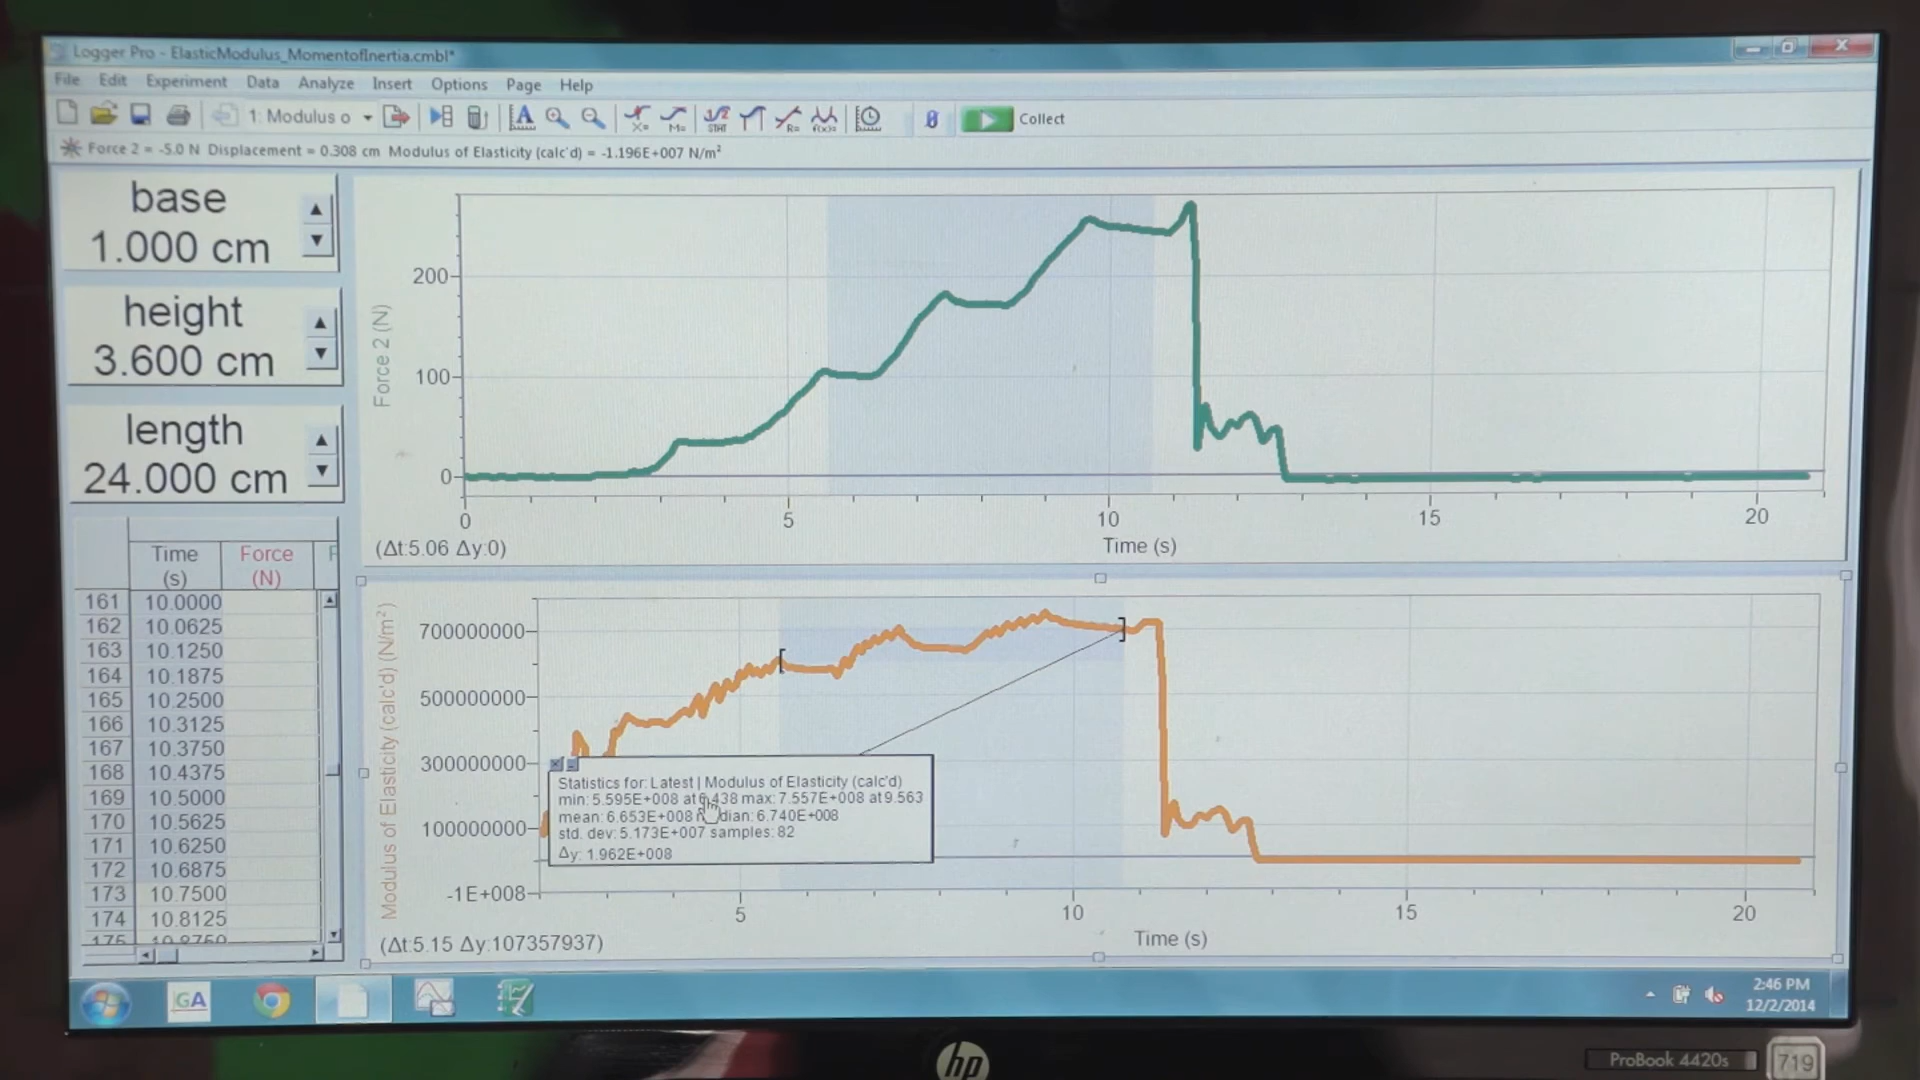 Logger Pro - ElasticModulus_MomentofInertia.cmbl*
File Edit Experiment Data Analyze Insert Options Page Help
1: Modulus o
Collect
Force 2 = -5.0 N Displacement = 0.308 cm Modulus of Elasticity (calc'd) = -1.196E+007 N/m²
base
1.000 cm
height
3.600 cm
length
24.000 cm
Time
(s)
Force
(N)
161 10.0000
162 10.0625
163 10.1250
164 10.1875
165 10.2500
166 10.3125
167 10.3750
168 10.4375
169 10.5000
170 10.5625
171 10.6250
172 10.6875
173 10.7500
174 10.8125
175 10.8750
Force 2 (N)
200
100
0
0 5 10 15 20
(Δt:5.06 Δy:0)
Time (s)
Modulus of Elasticity (calc'd) (N/m²)
700000000
500000000
300000000
100000000
-1E+008
Statistics for: Latest | Modulus of Elasticity (calc'd)
min: 5.595E+008 at 6.438 max: 7.557E+008 at 9.563
mean: 6.653E+008 median: 6.740E+008
std. dev: 5.173E+007 samples: 82
Δy: 1.962E+008
5 10 15 20
(Δt:5.15 Δy:107357937)
Time (s)
GA
2:46 PM
12/2/2014
hp
ProBook 4420s
719